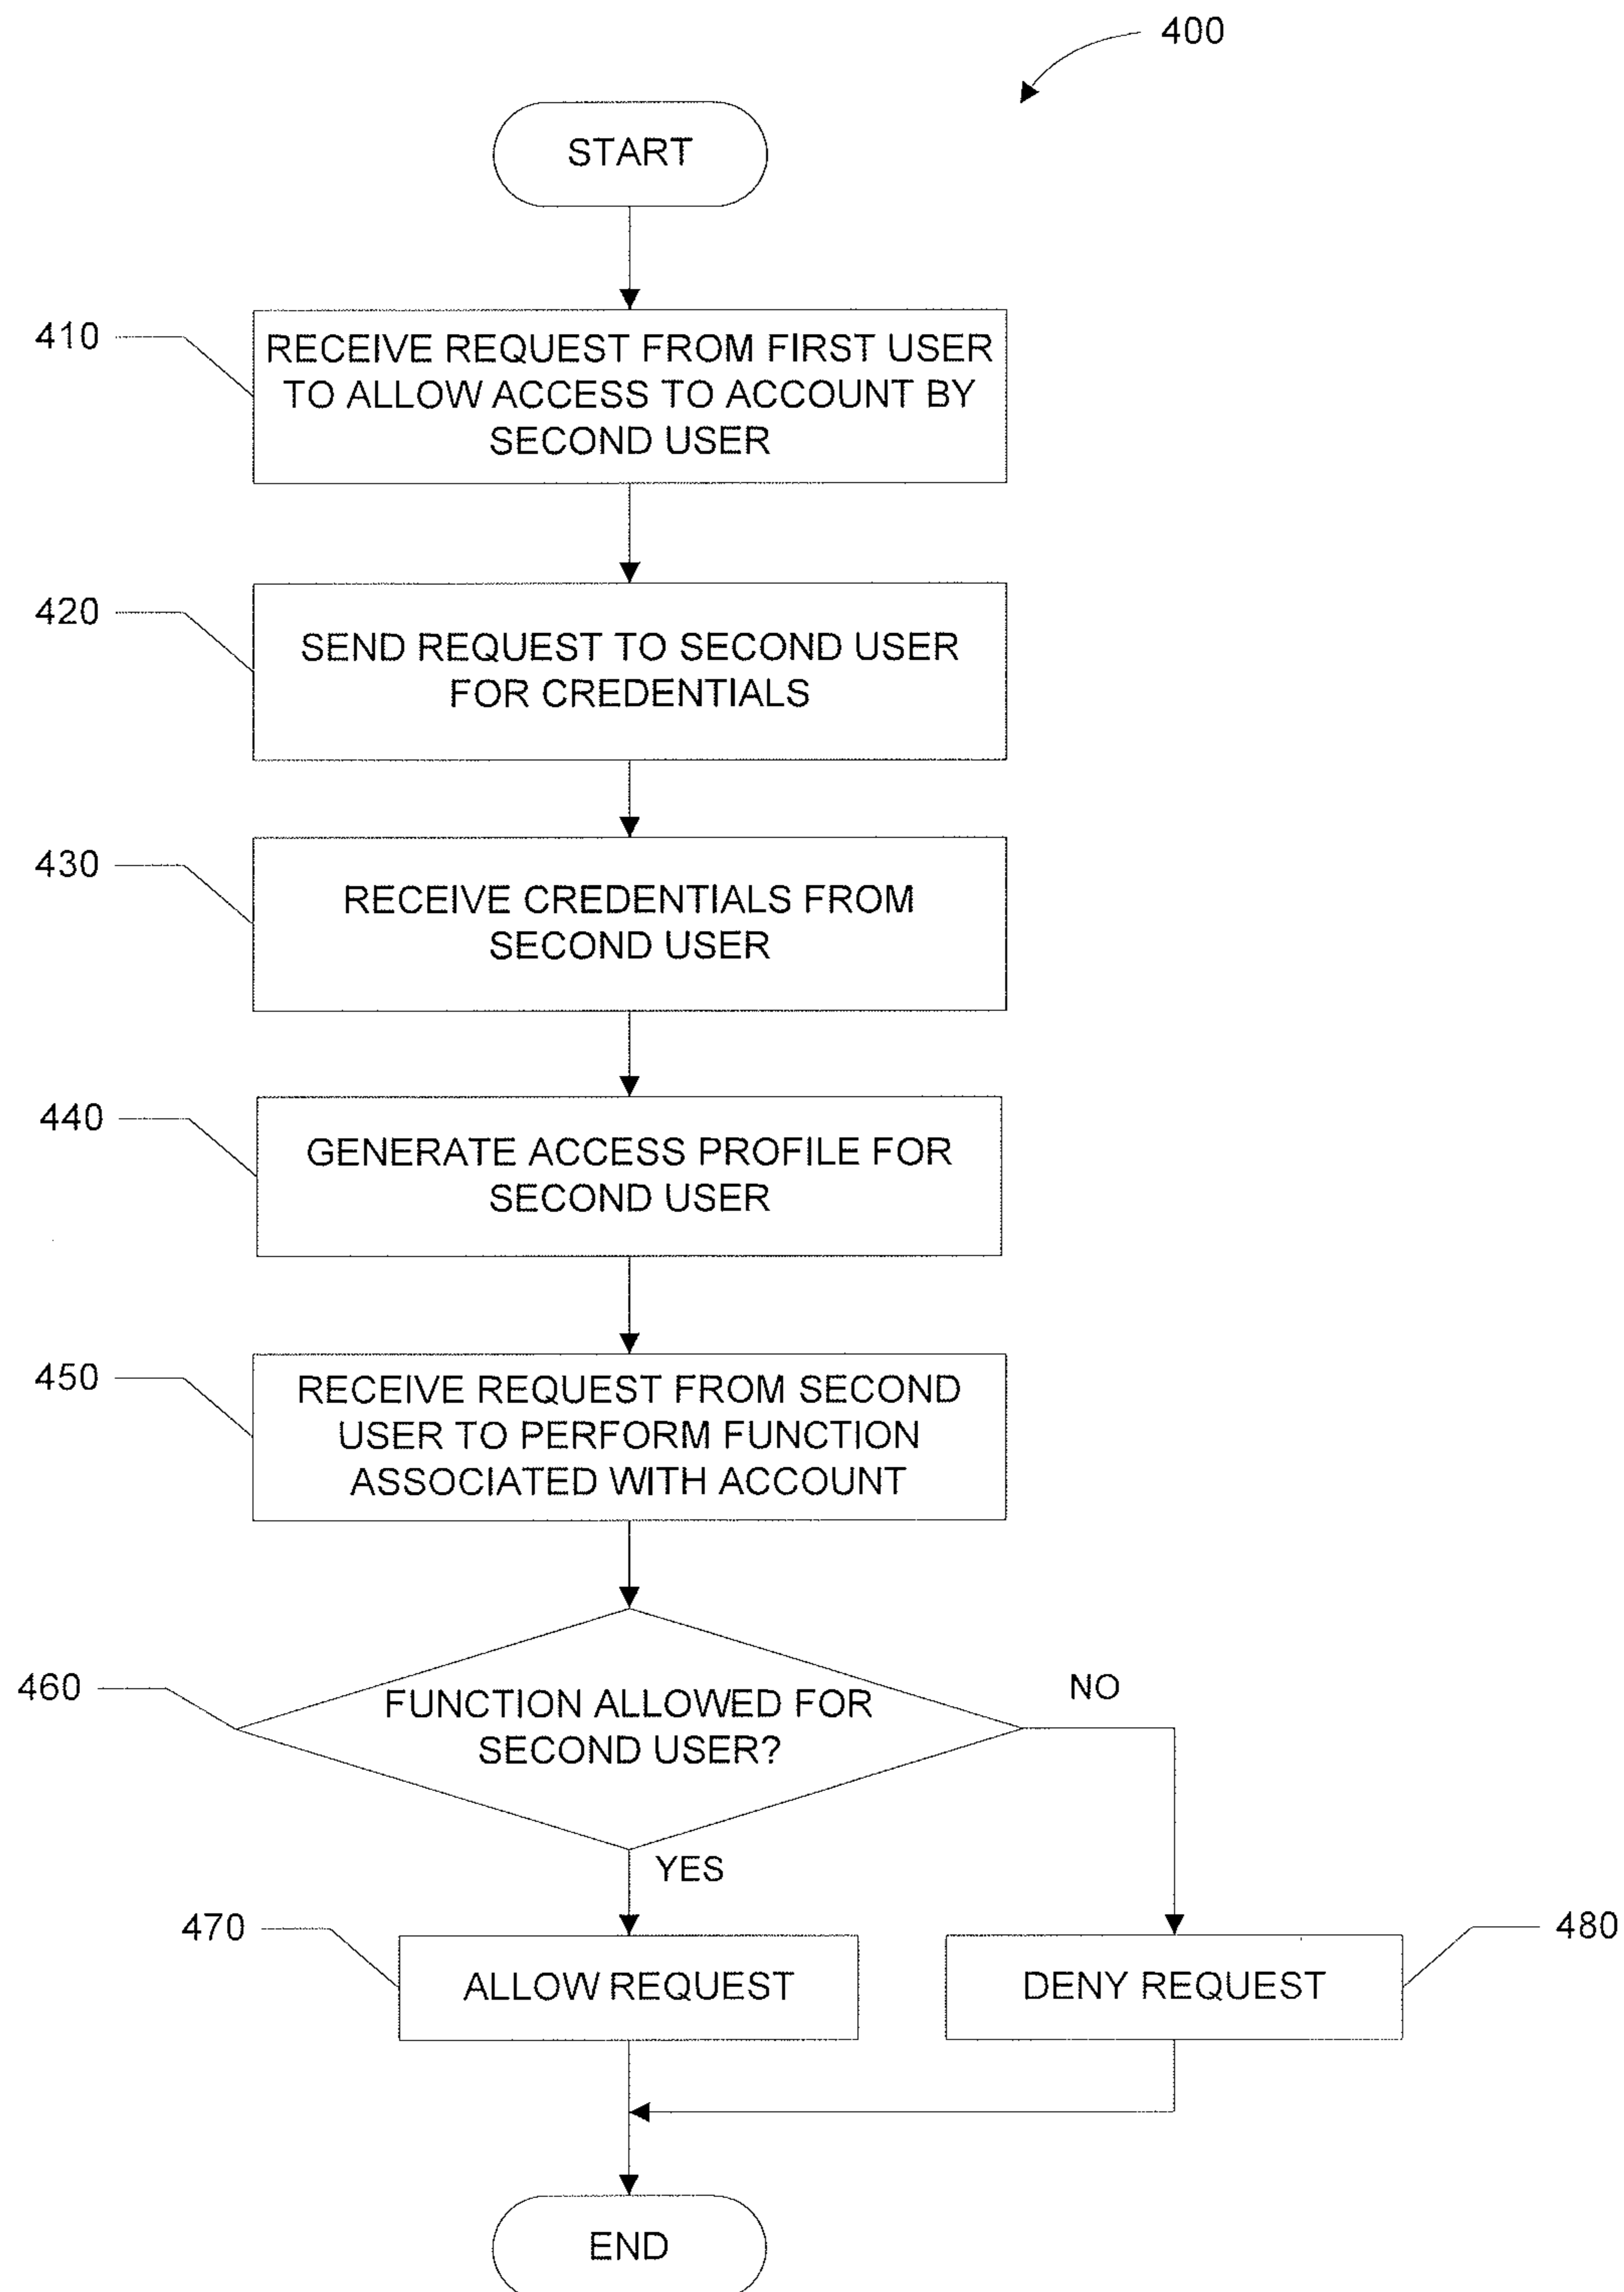 400
START
410
RECEIVE REQUEST FROM FIRST USER
TO ALLOW ACCESS TO ACCOUNT BY
SECOND USER
420
SEND REQUEST TO SECOND USER
FOR CREDENTIALS
430
RECEIVE CREDENTIALS FROM
SECOND USER
440
GENERATE ACCESS PROFILE FOR
SECOND USER
450
RECEIVE REQUEST FROM SECOND
USER TO PERFORM FUNCTION
ASSOCIATED WITH ACCOUNT
460
FUNCTION ALLOWED FOR
SECOND USER?
NO
YES
470
ALLOW REQUEST
DENY REQUEST
480
END